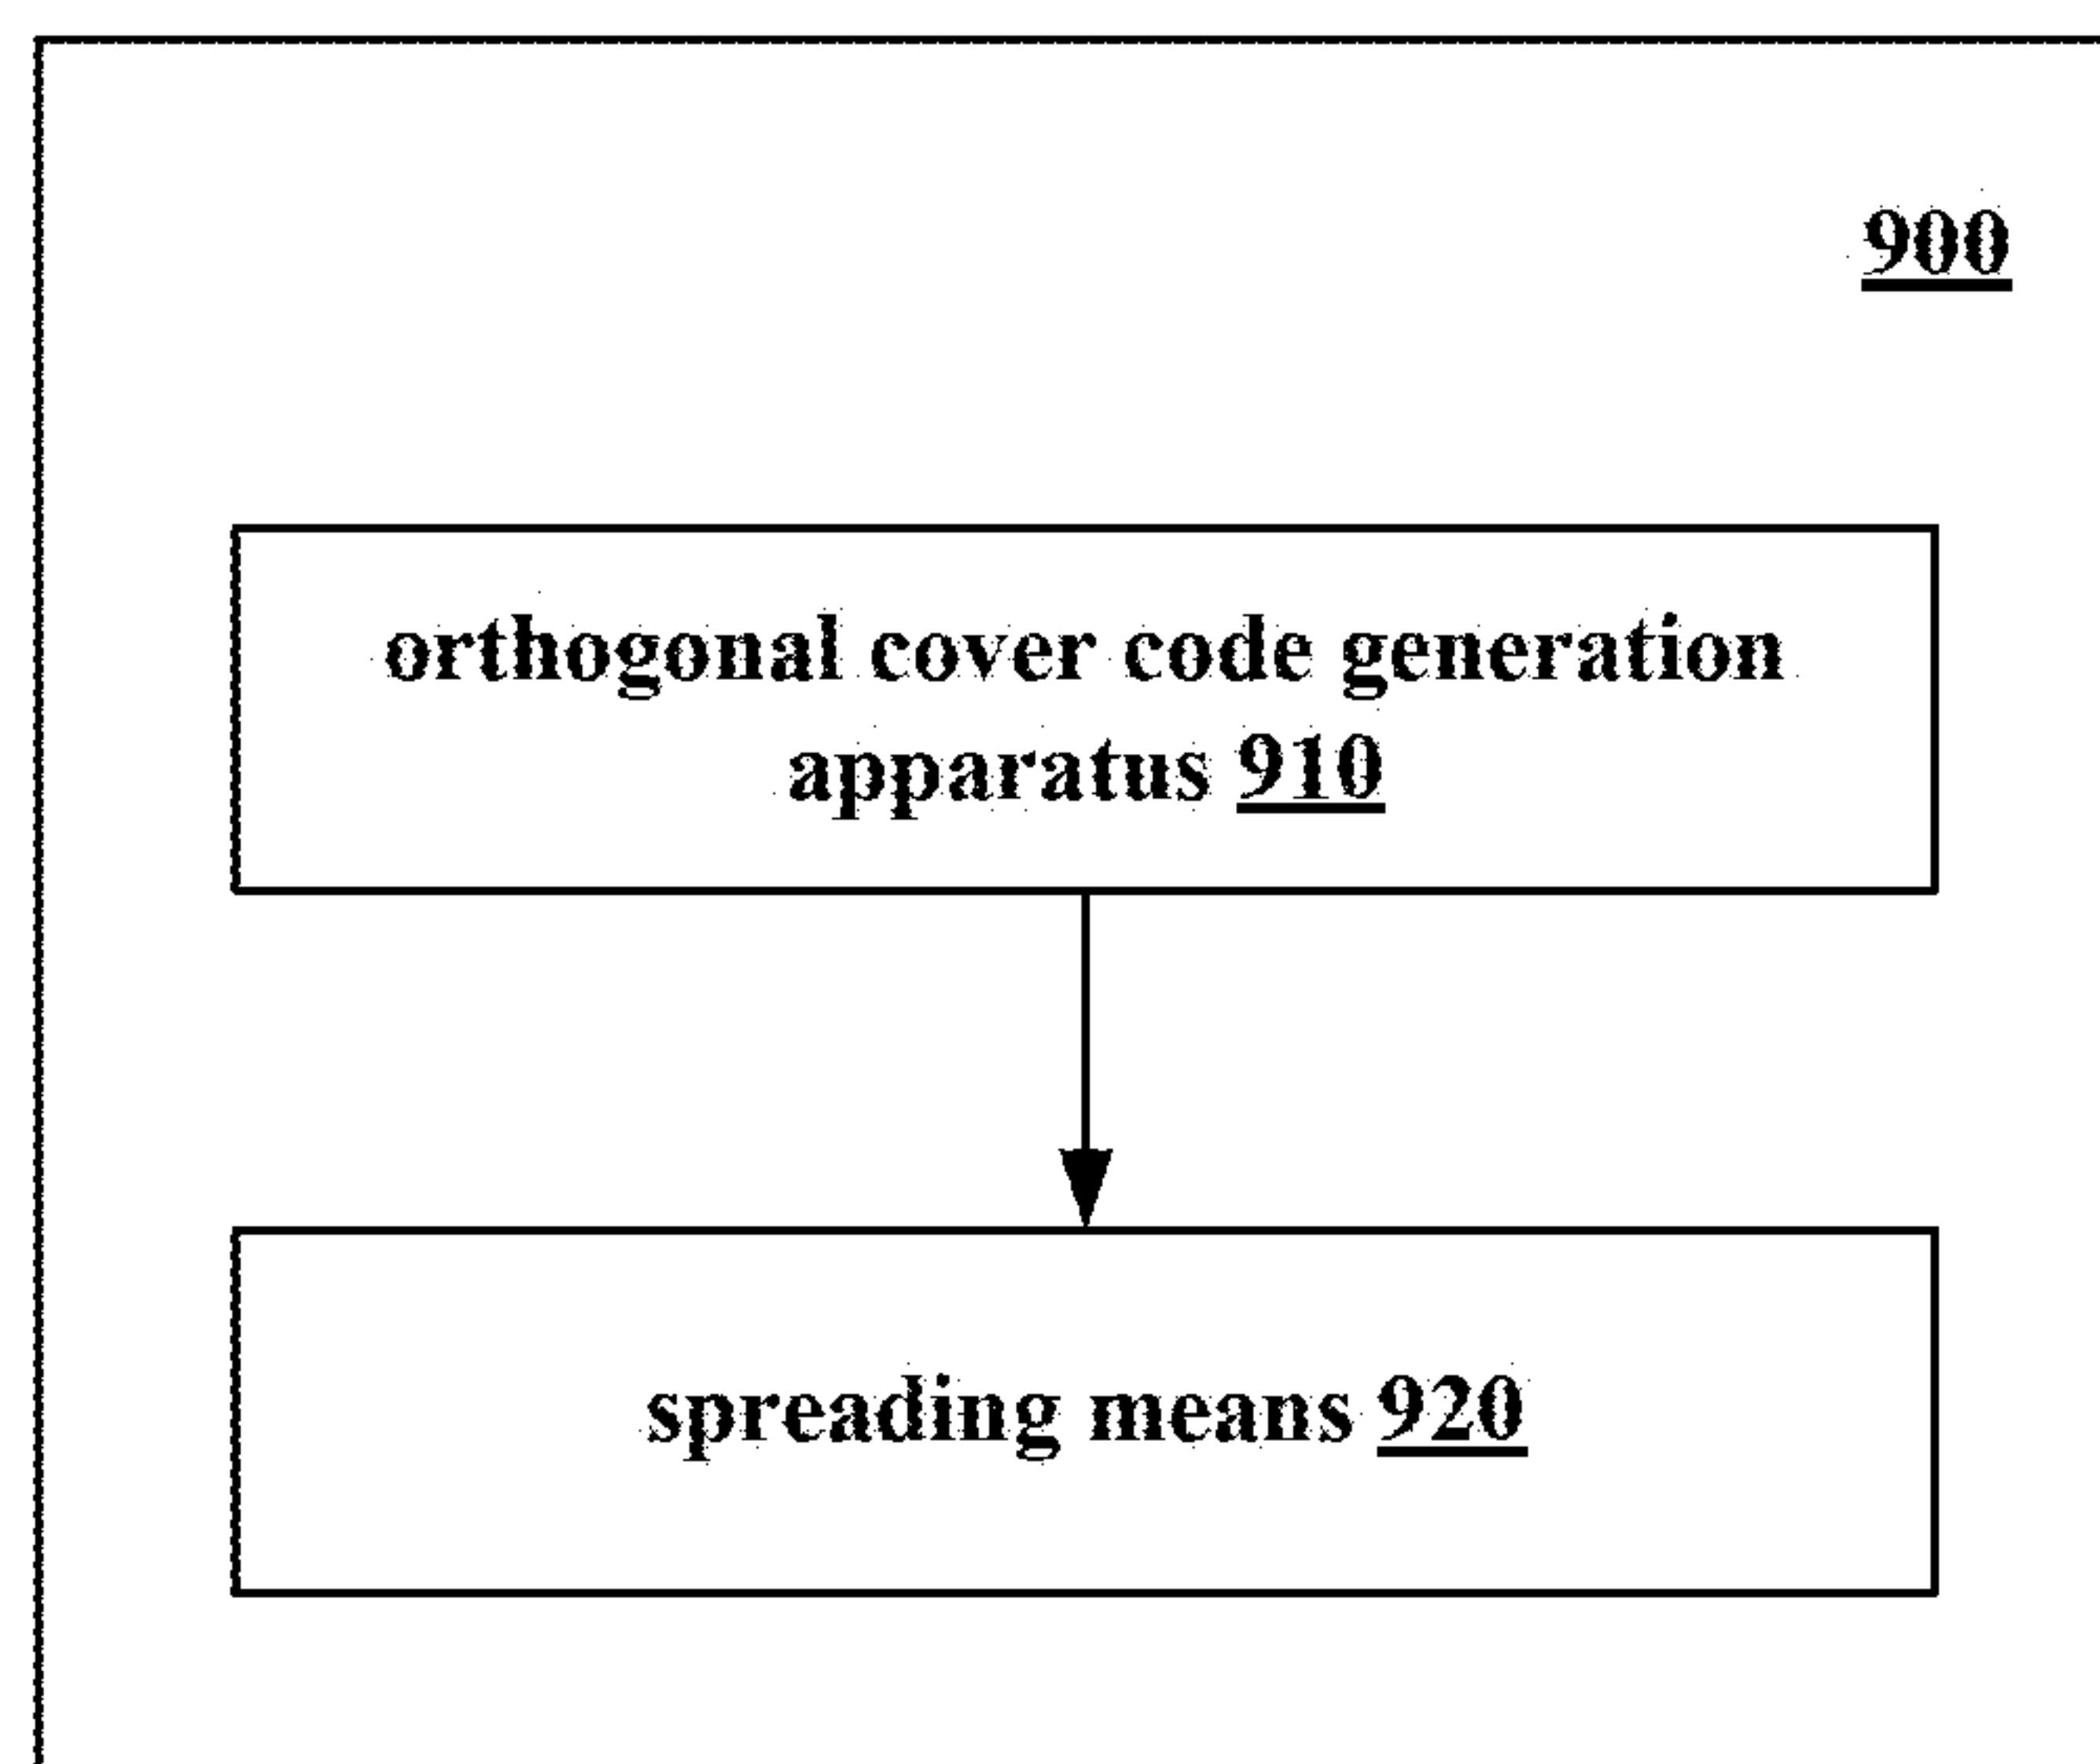 900
orthogonal cover code generation
apparatus 910
spreading means 920